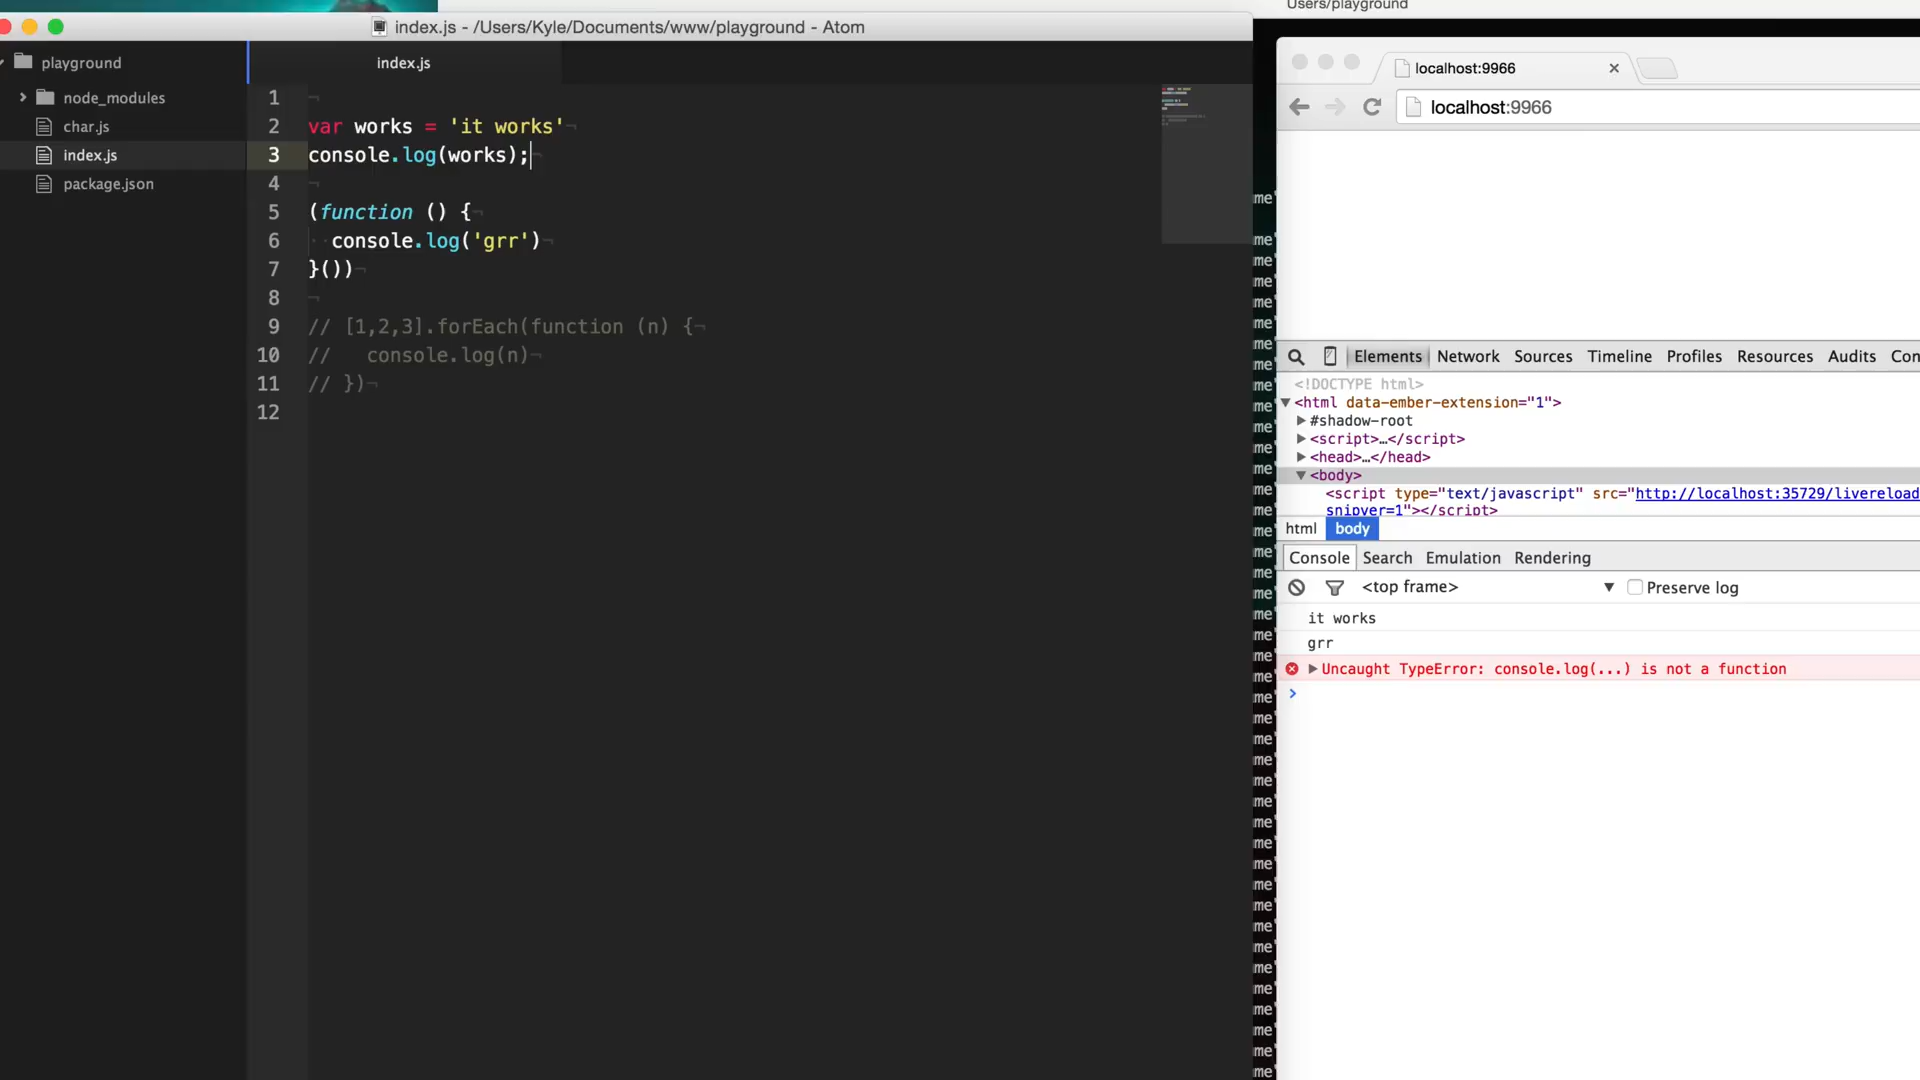 index.js - /Users/Kyle/Documents/www/playground - Atom
Users/playground
playground
node_modules
char.js
index.js
package.json
index.js
1
2 var works = 'it works'
3 console.log(works);
4
5 (function () {
6 console.log('grr')
7 }())
8
9 // [1,2,3].forEach(function (n) {
10 // console.log(n)
11 // })
12
localhost:9966
localhost:9966
Elements Network Sources Timeline Profiles Resources Audits Con
<!DOCTYPE html>
<html data-ember-extension="1">
#shadow-root
<script>…</script>
<head>…</head>
<body>
<script type="text/javascript" src="http://localhost:35729/livereload
snipver=1"></script>
html body
Console Search Emulation Rendering
<top frame> Preserve log
it works
grr
Uncaught TypeError: console.log(...) is not a function